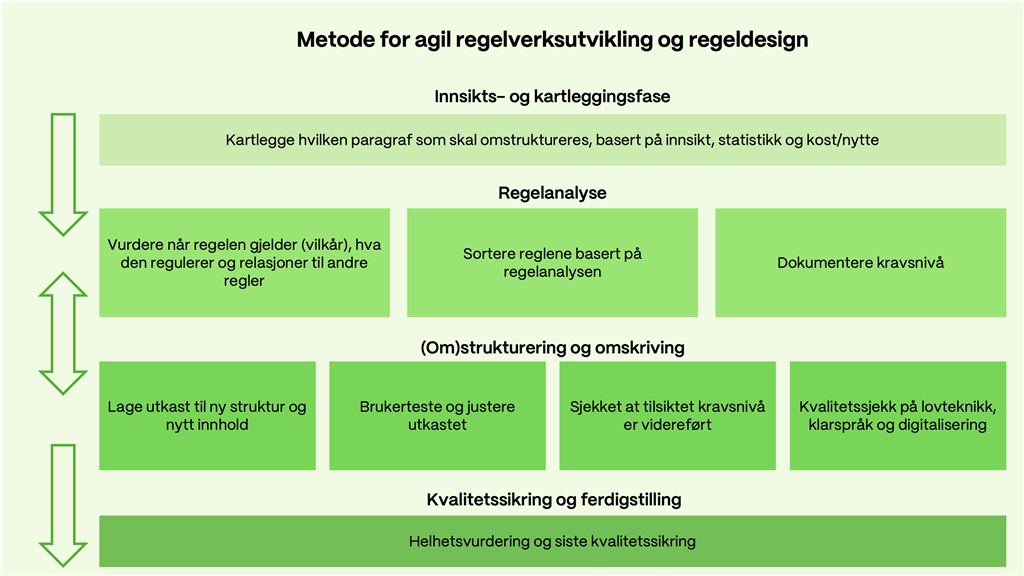 Metode for agil regelverksutvikling og regeldesign
Innsikts- og kartleggingsfase
Kartlegge hvilken paragraf som skal omstruktureres, basert på innsikt, statistikk og kost/nytte
Regelanalyse
Vurdere når regelen gjelder (vilkår), hva
den regulerer og relasjoner til andre
regler
Sortere reglene basert på
regelanalysen
Dokumentere kravsnivå
(Om)strukturering og omskriving
Lage utkast til ny struktur og
nytt innhold
Brukerteste og justere
utkastet
Sjekket at tilsiktet kravsnivå
er videreført
Kvalitetssjekk på lovteknikk,
klarspråk og digitalisering
Kvalitetssikring og ferdigstilling
Helhetsvurdering og siste kvalitetssikring